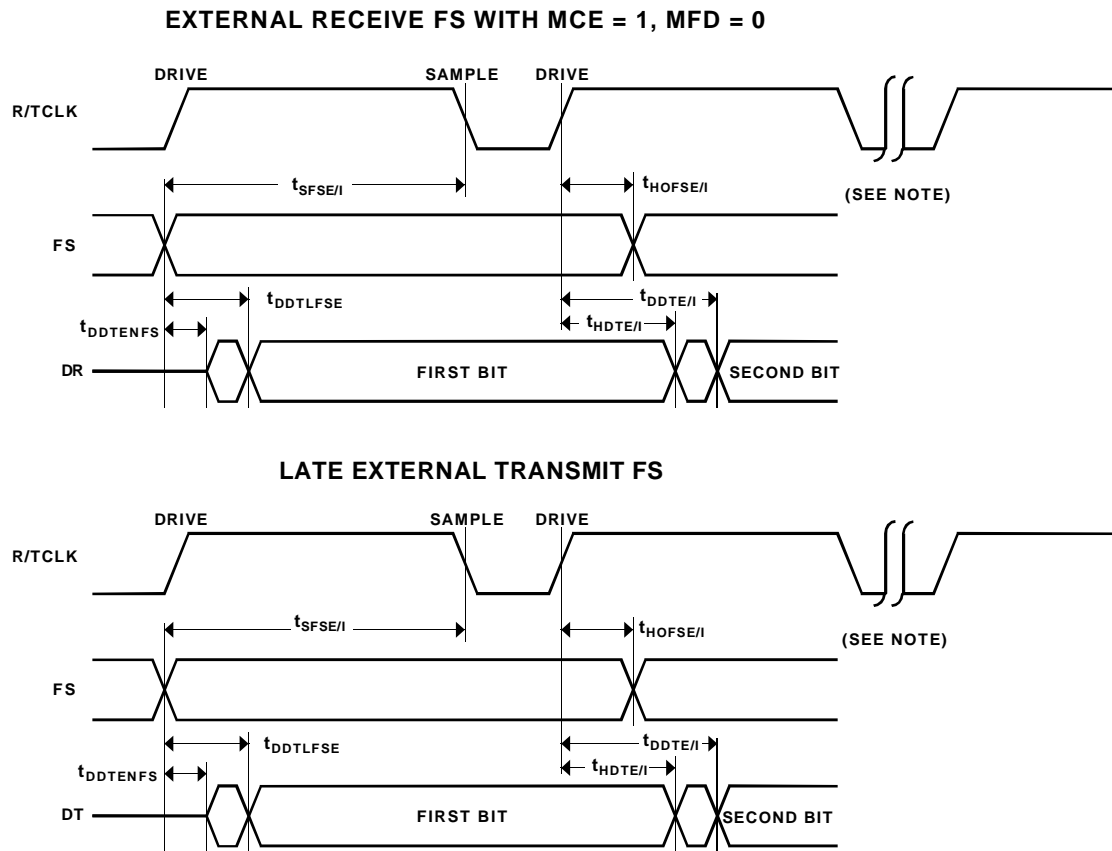 EXTERNAL RECEIVE FS WITH MCE = 1, MFD = 0
DRIVE SAMPLE DRIVE
R/TCLK
tSFSE/I tHOFSE/I
(SEE NOTE)
FS
tDDTLFSE tDDTE/I
tDDTENFS tHDTE/I
DR FIRST BIT SECOND BIT
LATE EXTERNAL TRANSMIT FS
DRIVE SAMPLE DRIVE
R/TCLK
tSFSE/I tHOFSE/I
(SEE NOTE)
FS
tDDTLFSE tDDTE/I
tDDTENFS tHDTE/I
DT FIRST BIT SECOND BIT